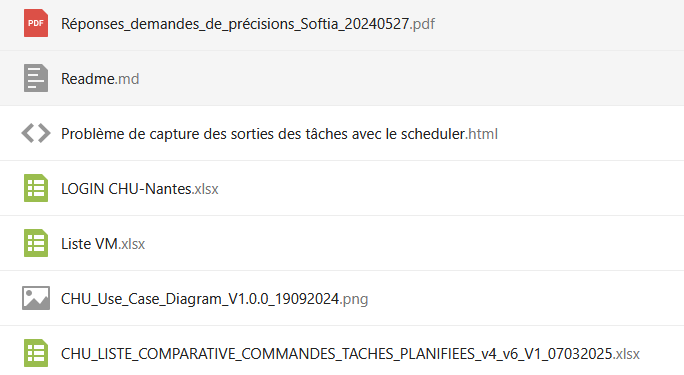 PDF Réponses_demandes_de_précisions_Softia_20240527.pdf
Readme.md
Problème de capture des sorties des tâches avec le scheduler.html
LOGIN CHU-Nantes.xlsx
Liste VM.xlsx
CHU_Use_Case_Diagram_V1.0.0_19092024.png
CHU_LISTE_COMPARATIVE_COMMANDES_TACHES_PLANIFIEES_v4_v6_V1_07032025.xlsx